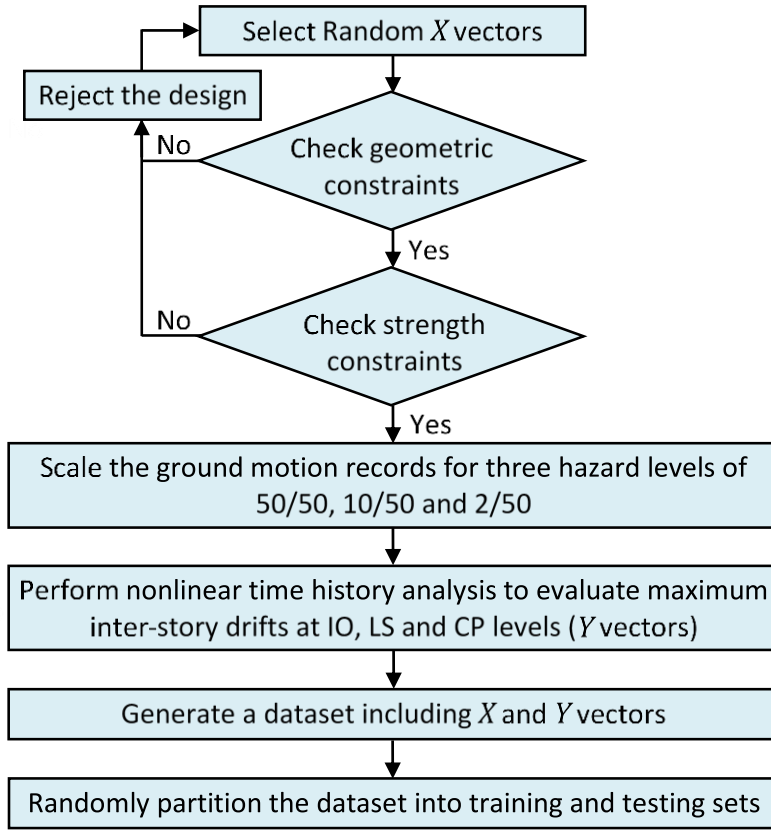 Select Random X vectors
Reject the design
No
Check geometric
constraints
Yes
No
Check strength
constraints
Yes
Scale the ground motion records for three hazard levels of
50/50, 10/50 and 2/50
Perform nonlinear time history analysis to evaluate maximum
inter-story drifts at IO, LS and CP levels (Y vectors)
Generate a dataset including X and Y vectors
Randomly partition the dataset into training and testing sets